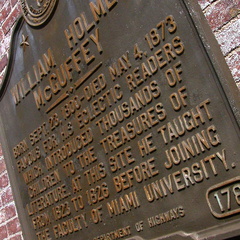 WILLIAM HOLMES
McGUFFEY
BORN SEPT. 23, 1800 - DIED MAY 4, 1873.
FAMOUS FOR HIS ECLECTIC READERS
WHICH INTRODUCED THOUSANDS OF
CHILDREN TO THE TREASURES OF
LITERATURE. AT THIS SITE HE TAUGHT
FROM 1823 TO 1826 BEFORE JOINING
THE FACULTY OF MIAMI UNIVERSITY.
DEPARTMENT OF HIGHWAYS